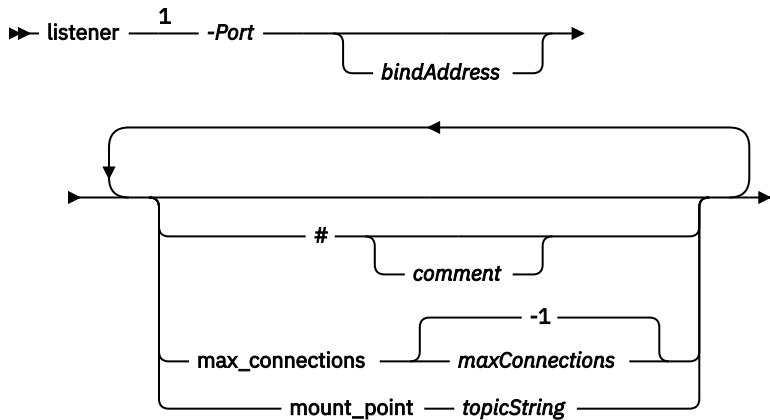 listener 1 -Port
bindAddress
#
comment
-1
max_connections maxConnections
mount_point topicString